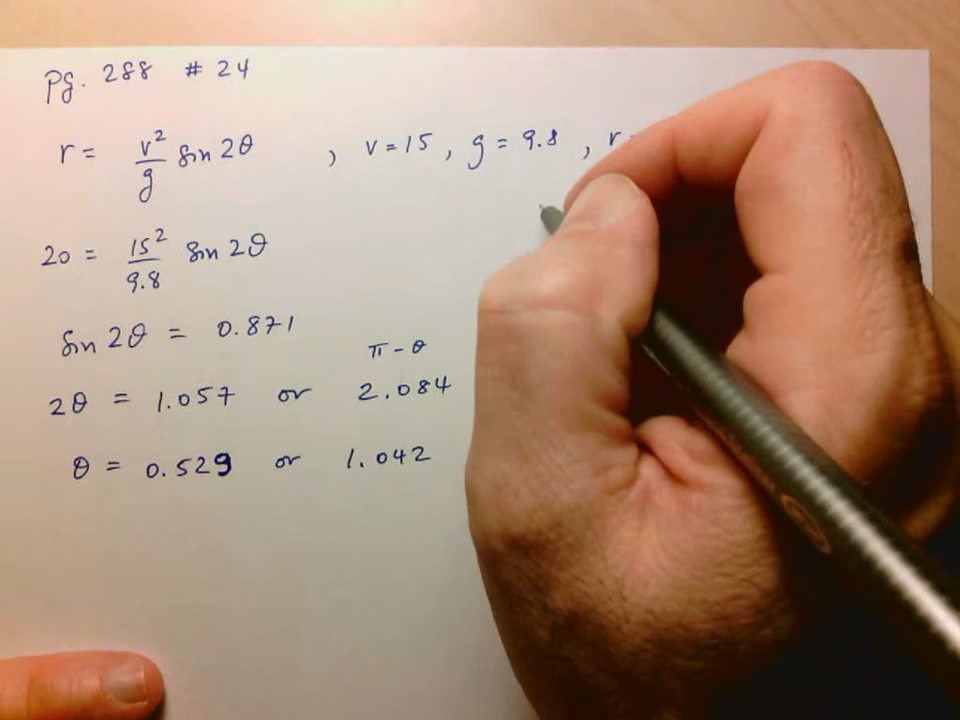 Pg. 288 # 24
r = v²/g sin 2θ , v = 15 , g = 9.8 , r
20 = 15²/9.8 sin 2θ
sin 2θ = 0.871
π - θ
2θ = 1.057 or 2.084
θ = 0.529 or 1.042